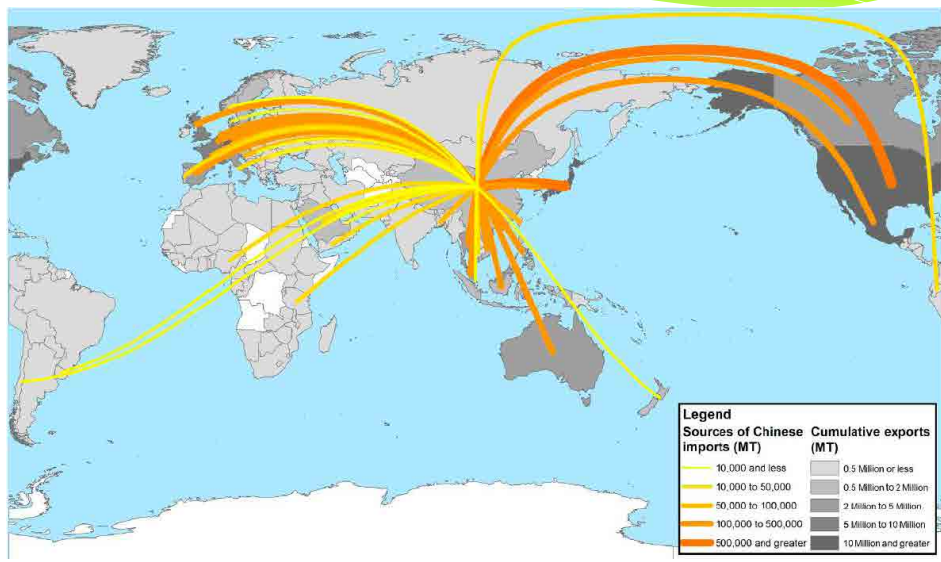 Legend
Sources of Chinese imports (MT)
10,000 and less
10,000 to 50,000
50,000 to 100,000
100,000 to 500,000
500,000 and greater
Cumulative exports (MT)
0.5 Million or less
0.5 Million to 2 Million
2 Million to 5 Million
5 Million to 10 Million
10 Million and greater